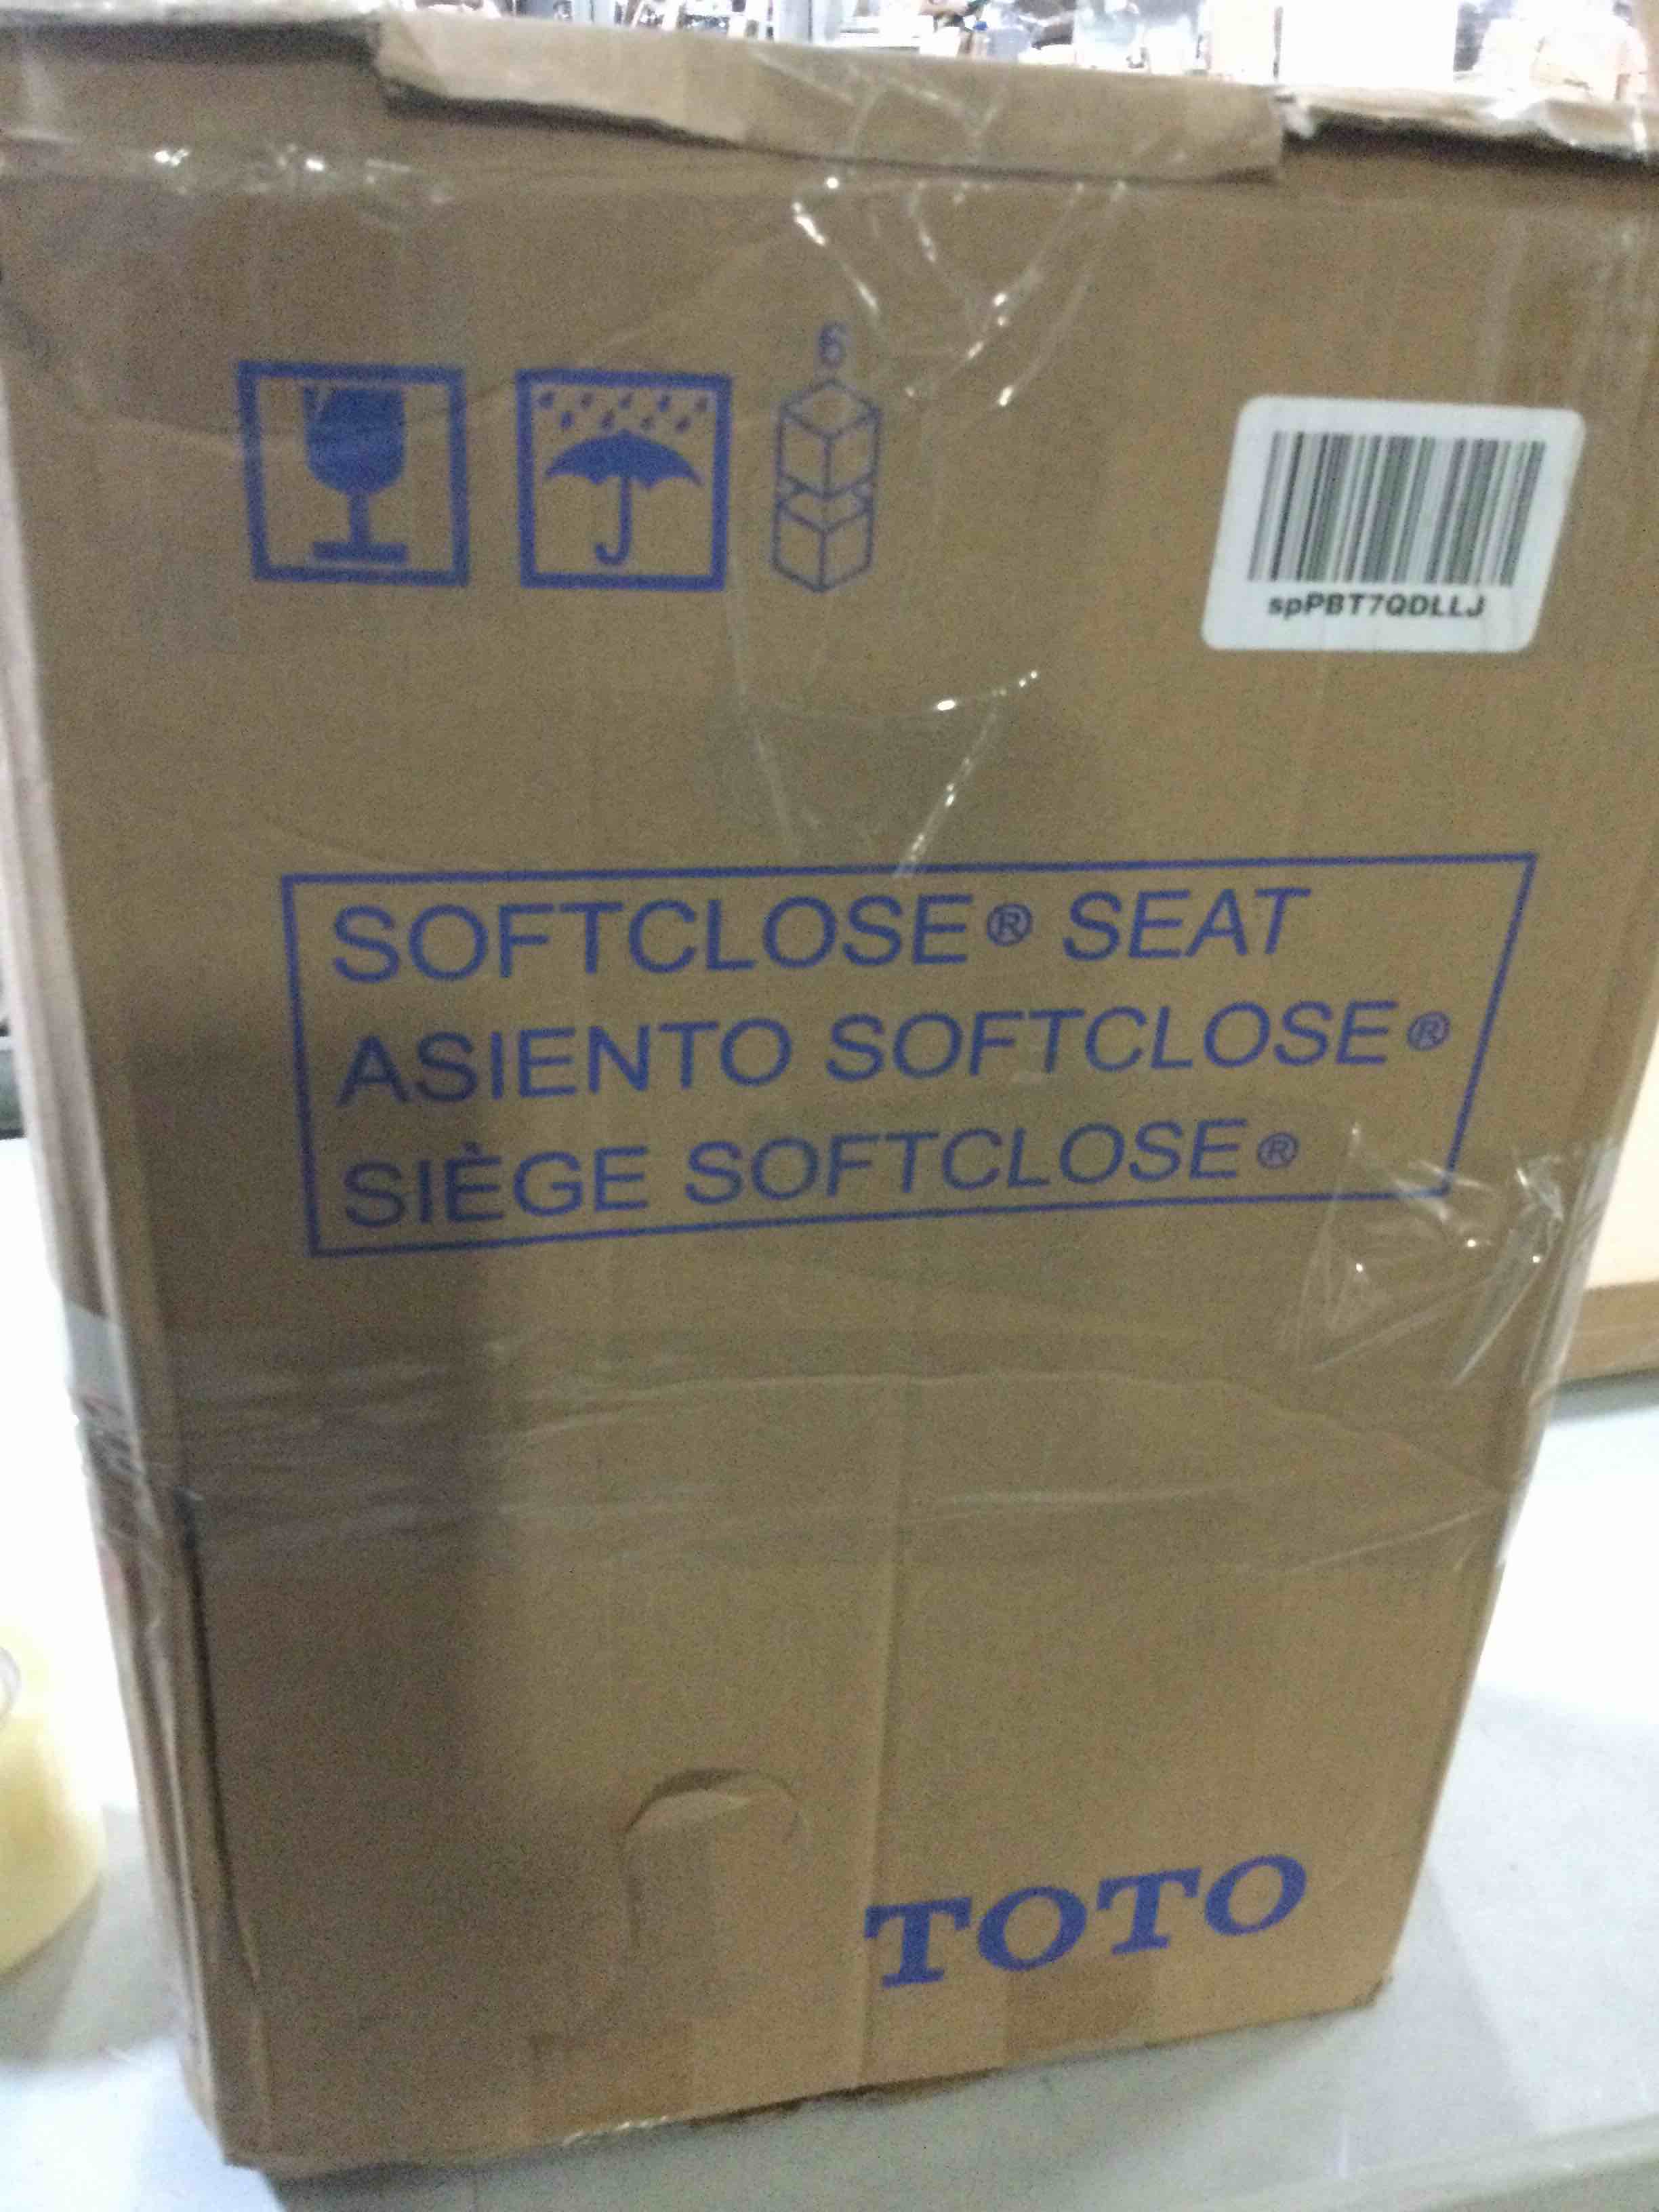 6
spPBT7QDLLJ
SOFTCLOSE® SEAT
ASIENTO SOFTCLOSE®
SIÈGE SOFTCLOSE®
TOTO